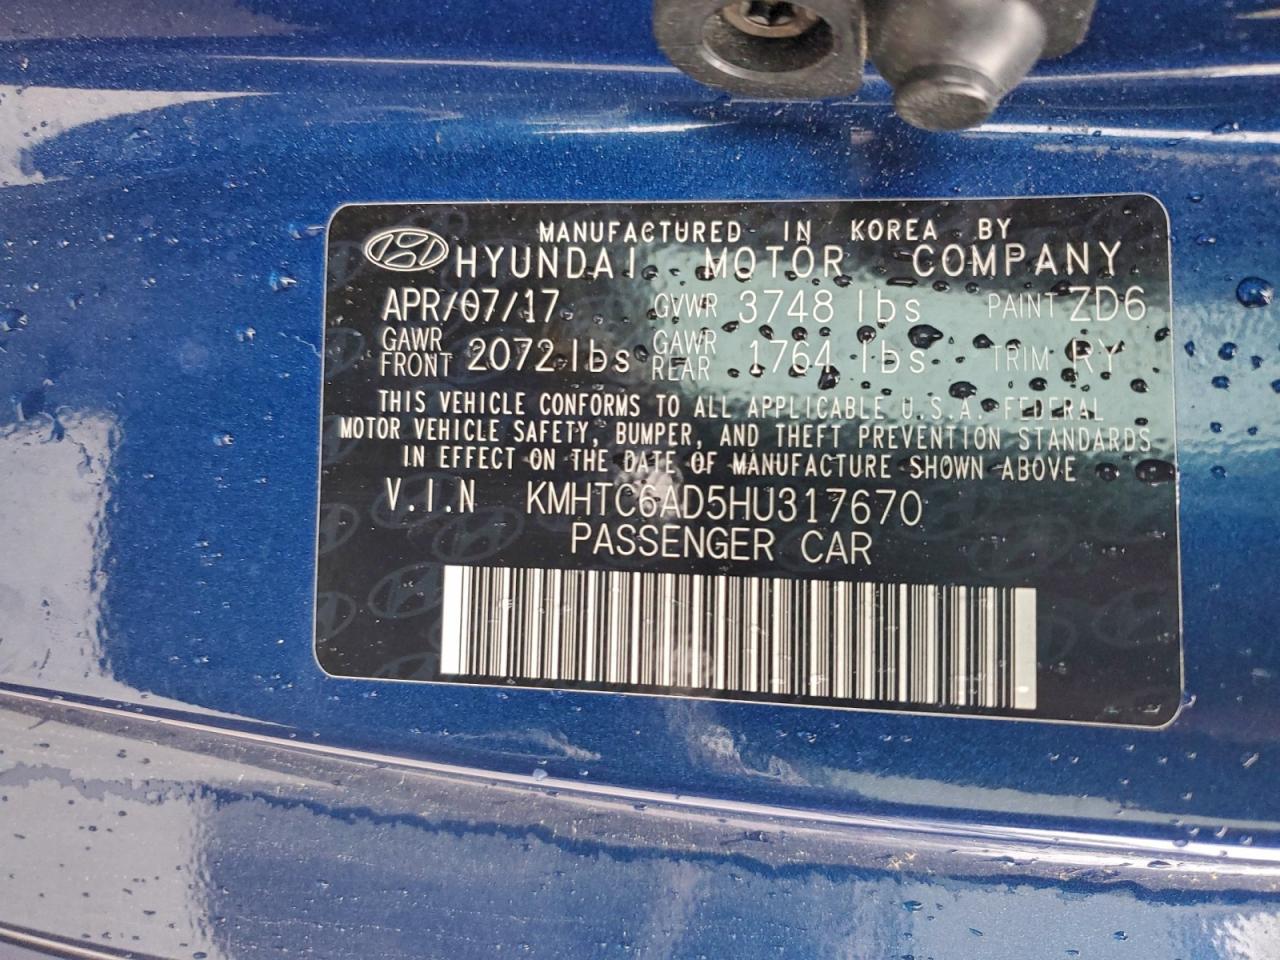 MANUFACTURED IN KOREA BY
HYUNDAI MOTOR COMPANY
APR/07/17 GVWR 3748 lbs PAINT ZD6
GAWR FRONT 2072 lbs GAWR REAR 1764 lbs TRIM RY
THIS VEHICLE CONFORMS TO ALL APPLICABLE U.S.A. FEDERAL
MOTOR VEHICLE SAFETY, BUMPER, AND THEFT PREVENTION STANDARDS
IN EFFECT ON THE DATE OF MANUFACTURE SHOWN ABOVE
V.I.N KMHTC6AD5HU317670
PASSENGER CAR